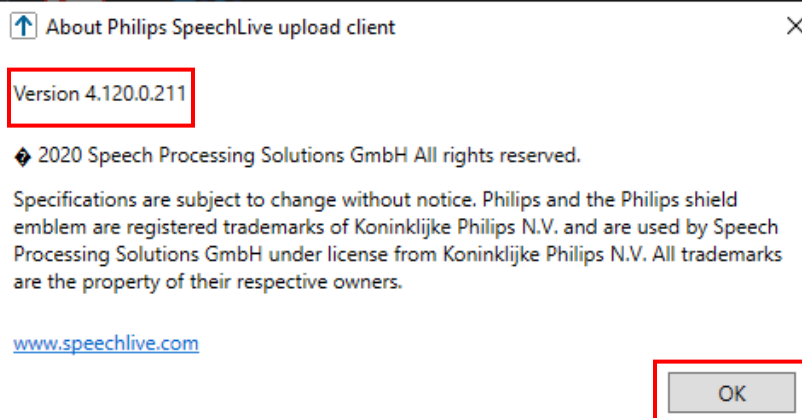 About Philips SpeechLive upload client
Version 4.120.0.211
� 2020 Speech Processing Solutions GmbH All rights reserved.
Specifications are subject to change without notice. Philips and the Philips shield
emblem are registered trademarks of Koninklijke Philips N.V. and are used by Speech
Processing Solutions GmbH under license from Koninklijke Philips N.V. All trademarks
are the property of their respective owners.
www.speechlive.com
OK